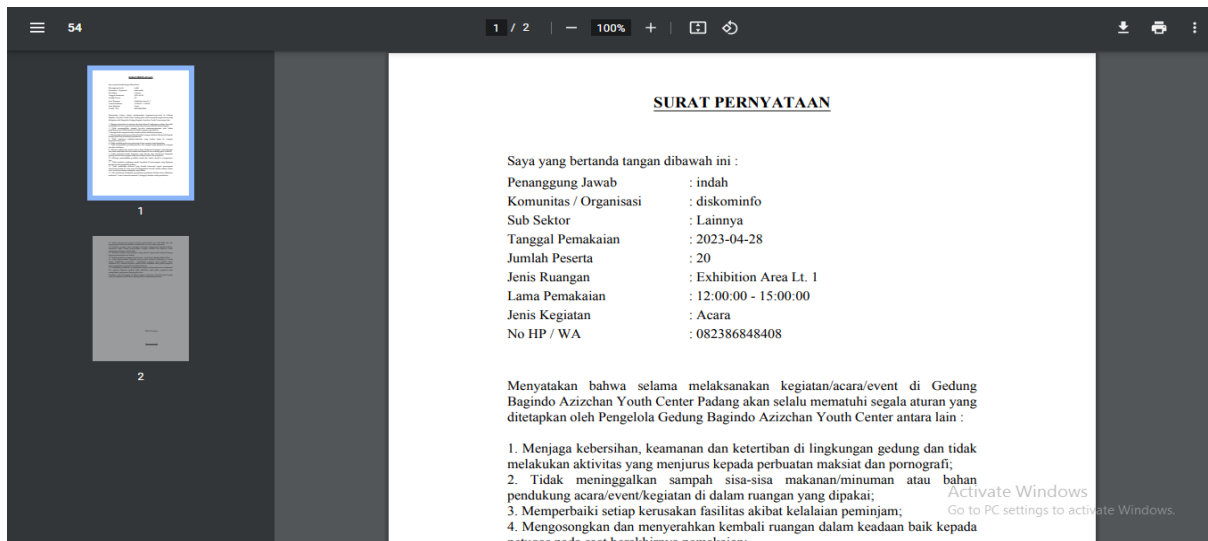 54
1 / 2
100%
1
2
SURAT PERNYATAAN
Saya yang bertanda tangan dibawah ini :
Penanggung Jawab : indah
Komunitas / Organisasi : diskominfo
Sub Sektor : Lainnya
Tanggal Pemakaian : 2023-04-28
Jumlah Peserta : 20
Jenis Ruangan : Exhibition Area Lt. 1
Lama Pemakaian : 12:00:00 - 15:00:00
Jenis Kegiatan : Acara
No HP / WA : 082386848408
Menyatakan bahwa selama melaksanakan kegiatan/acara/event di Gedung
Bagindo Azizchan Youth Center Padang akan selalu mematuhi segala aturan yang
ditetapkan oleh Pengelola Gedung Bagindo Azizchan Youth Center antara lain :
1. Menjaga kebersihan, keamanan dan ketertiban di lingkungan gedung dan tidak
melakukan aktivitas yang menjurus kepada perbuatan maksiat dan pornografi;
2. Tidak meninggalkan sampah sisa-sisa makanan/minuman atau bahan
pendukung acara/event/kegiatan di dalam ruangan yang dipakai;
3. Memperbaiki setiap kerusakan fasilitas akibat kelalaian peminjam;
4. Mengosongkan dan menyerahkan kembali ruangan dalam keadaan baik kepada
Activate Windows
Go to PC settings to activate Windows.